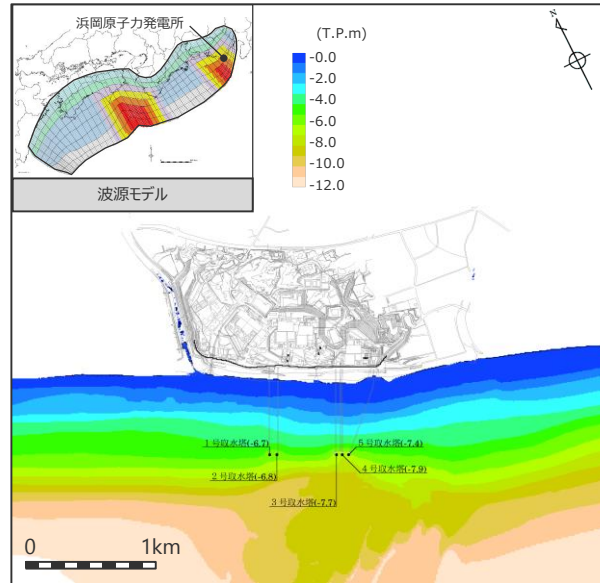 浜岡原子力発電所
波源モデル
(T.P.m)
-0.0
-2.0
-4.0
-6.0
-8.0
-10.0
-12.0
N
1号取水塔(-6.7)
5号取水塔(-7.4)
2号取水塔(-6.8)
4号取水塔(-7.9)
3号取水塔(-7.7)
0 1km